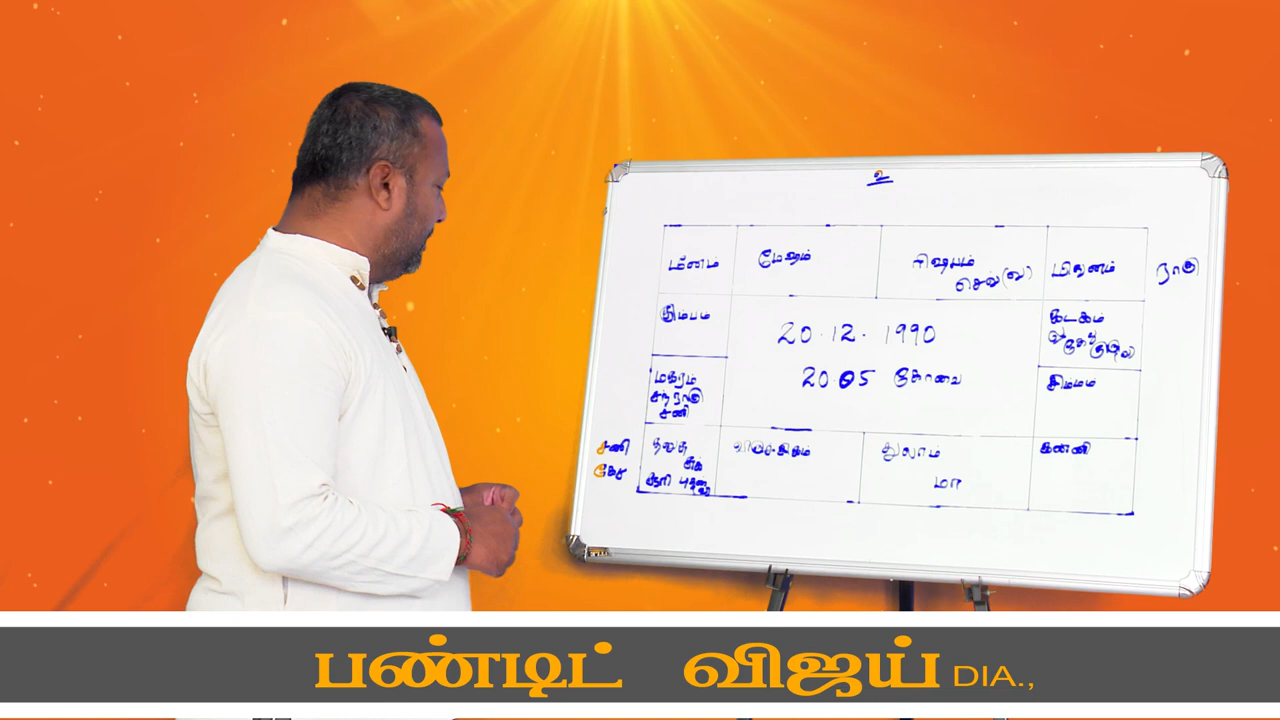 உ
மீனம்
மேஷம்
ரிஷபம்
செவ்(வ)
மிதுனம்
ராகு
கும்பம்
20.12.1990
20.05 கோவை
கடகம்
மகரம்
சந் ராகு
சனி
சிம்மம்
சனி
கேது
தனுசு
சுக்
சூரி புதன்
விருச்சிகம்
துலாம்
மா
கன்னி
பண்டிட் விஜய் DIA.,